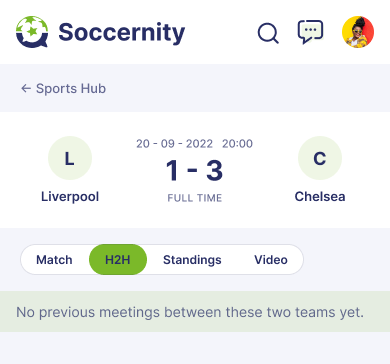 Soccernity
← Sports Hub
20 - 09 - 2022 20:00
L 1 - 3 C
Liverpool FULL TIME Chelsea
Match H2H Standings Video
No previous meetings between these two teams yet.